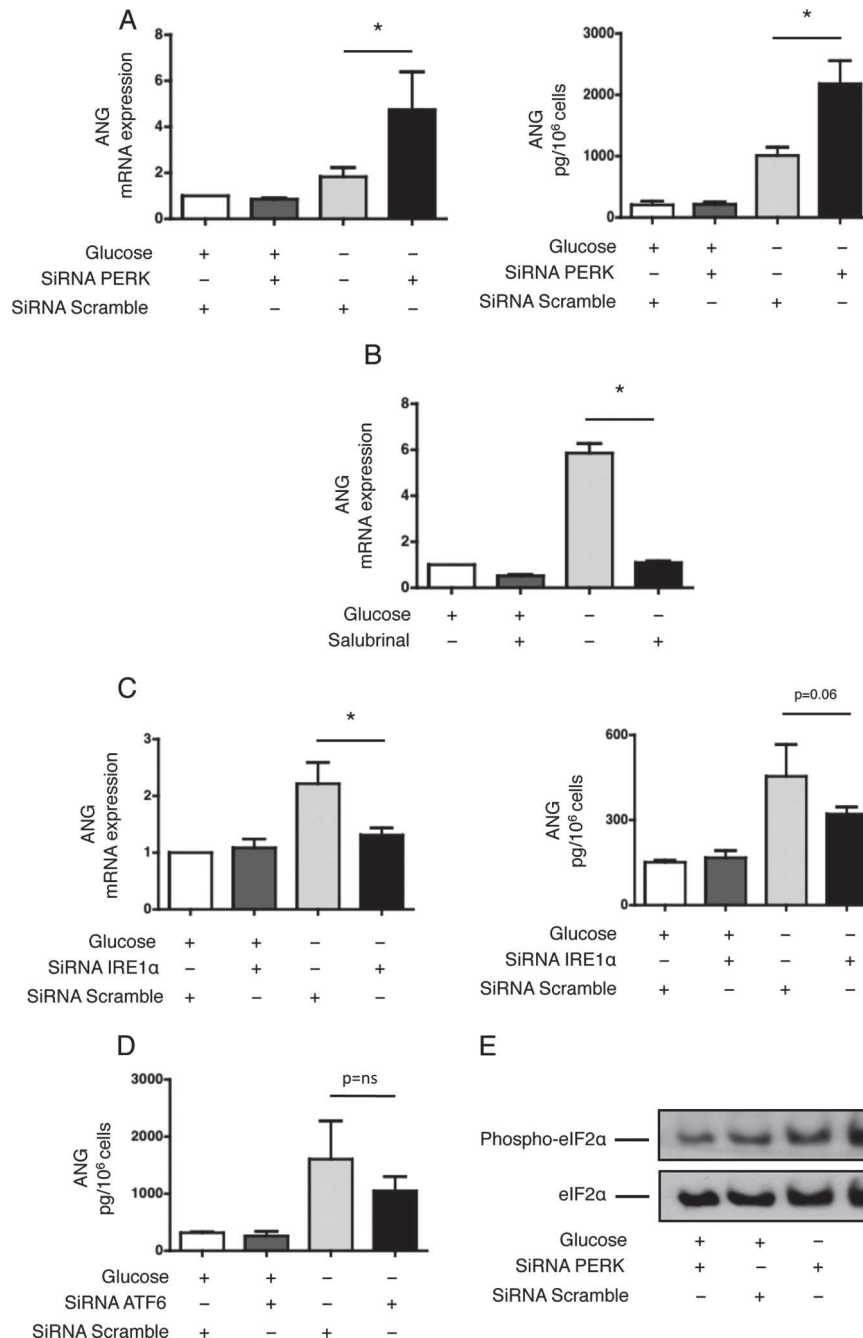 A
ANG
mRNA expression
8
6
4
2
0
*
Glucose + + – –
SiRNA PERK – + – +
SiRNA Scramble + – + –
ANG
pg/10⁶ cells
3000
2000
1000
0
*
Glucose + + – –
SiRNA PERK – + – +
SiRNA Scramble + – + –
B
ANG
mRNA expression
8
6
4
2
0
*
Glucose + + – –
Salubrinal – + – +
C
ANG
mRNA expression
3
2
1
0
*
Glucose + + – –
SiRNA IRE1α – + – +
SiRNA Scramble + – + –
ANG
pg/10⁶ cells
600
300
0
p=0.06
Glucose + + – –
SiRNA IRE1α – + – +
SiRNA Scramble + – + –
D
ANG
pg/10⁶ cells
3000
2000
1000
0
p=ns
Glucose + + – –
SiRNA ATF6 – + – +
SiRNA Scramble + – + –
E
Phospho-eIF2α
eIF2α
Glucose + + –
SiRNA PERK + – +
SiRNA Scramble – + –